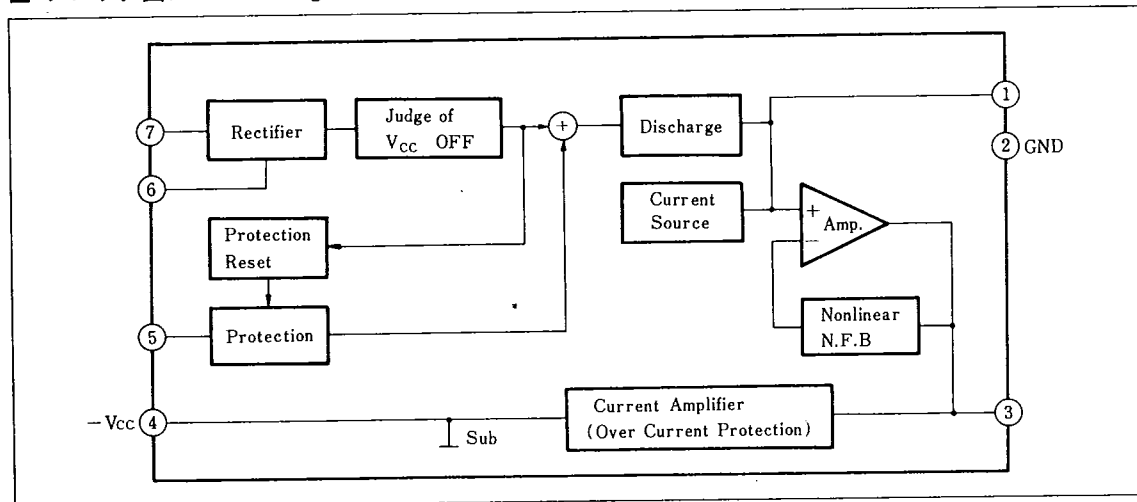 7
Rectifier
Judge of
VCC OFF
+
Discharge
1
2 GND
6
Current
Source
+
−
Amp.
Protection
Reset
5
Protection
Nonlinear
N.F.B
−VCC 4
Sub
Current Amplifier
(Over Current Protection)
3